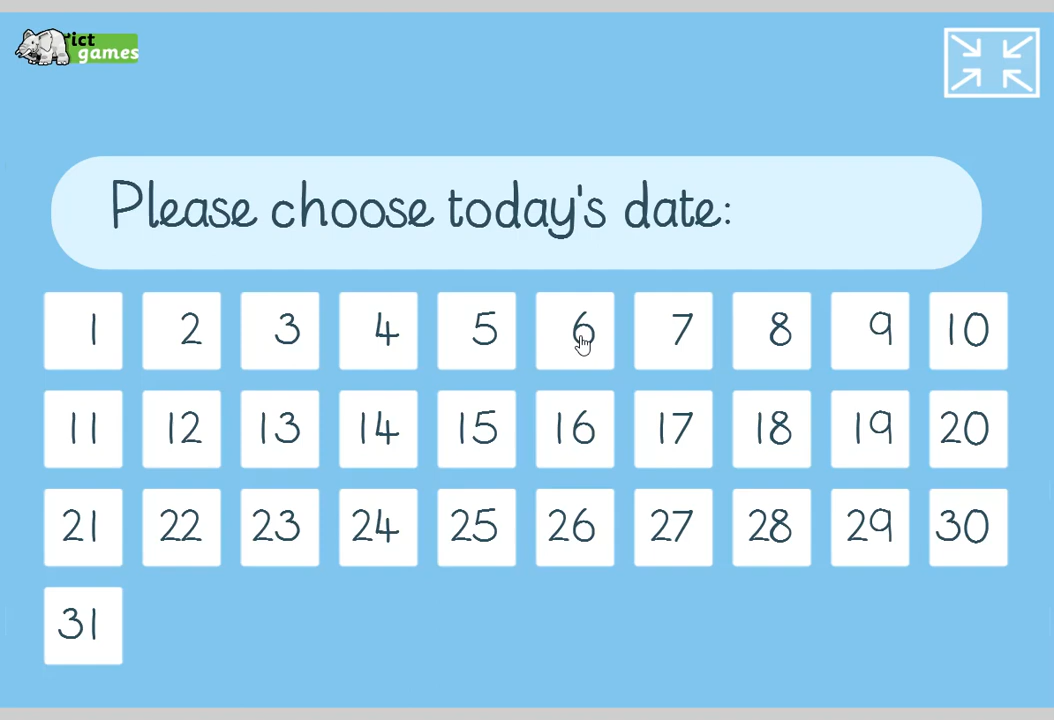 ict
games
Please choose today's date:
1 2 3 4 5 6 7 8 9 10
11 12 13 14 15 16 17 18 19 20
21 22 23 24 25 26 27 28 29 30
31